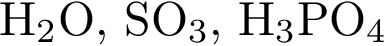 H₂O, SO₃, H₃PO₄